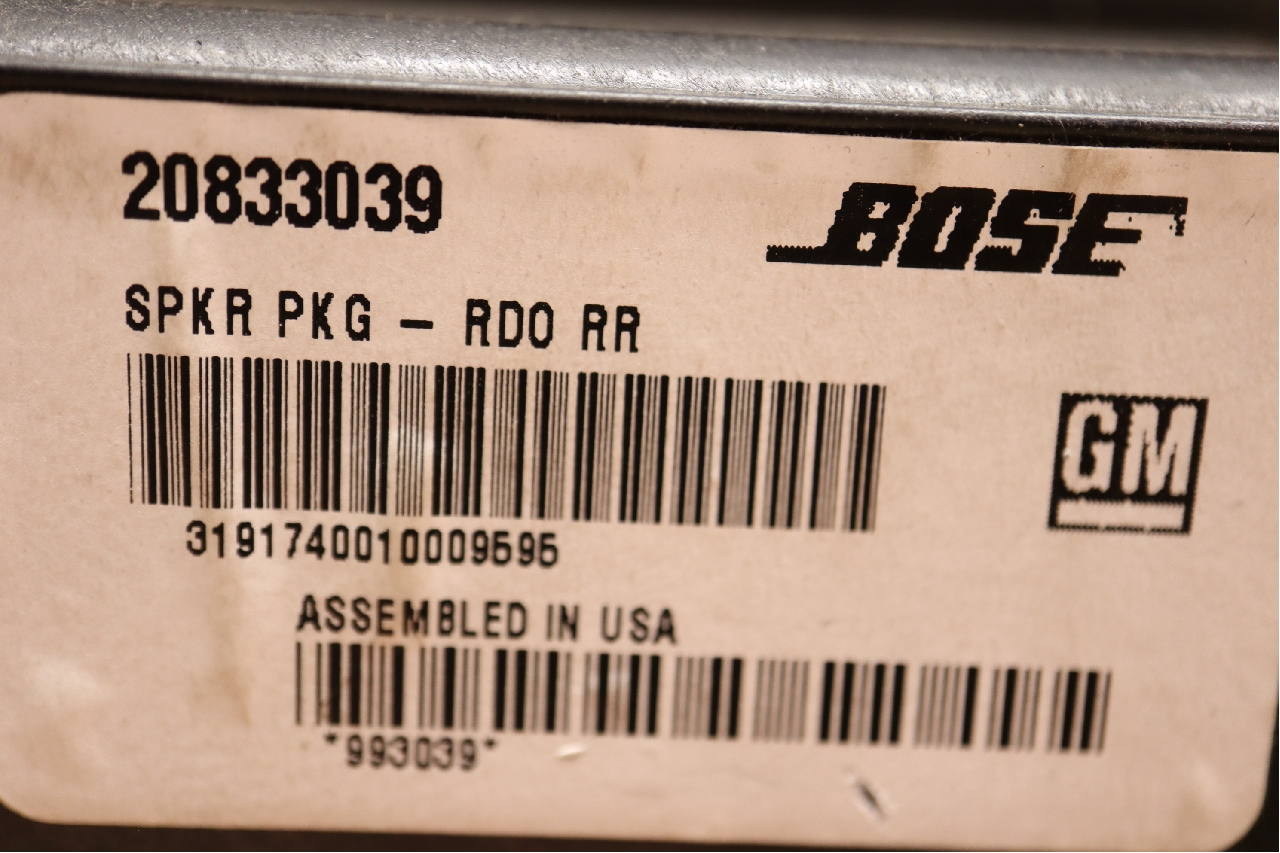 20833039
BOSE
SPKR PKG - RDO RR
GM
3191740010009595
ASSEMBLED IN USA
*993039*